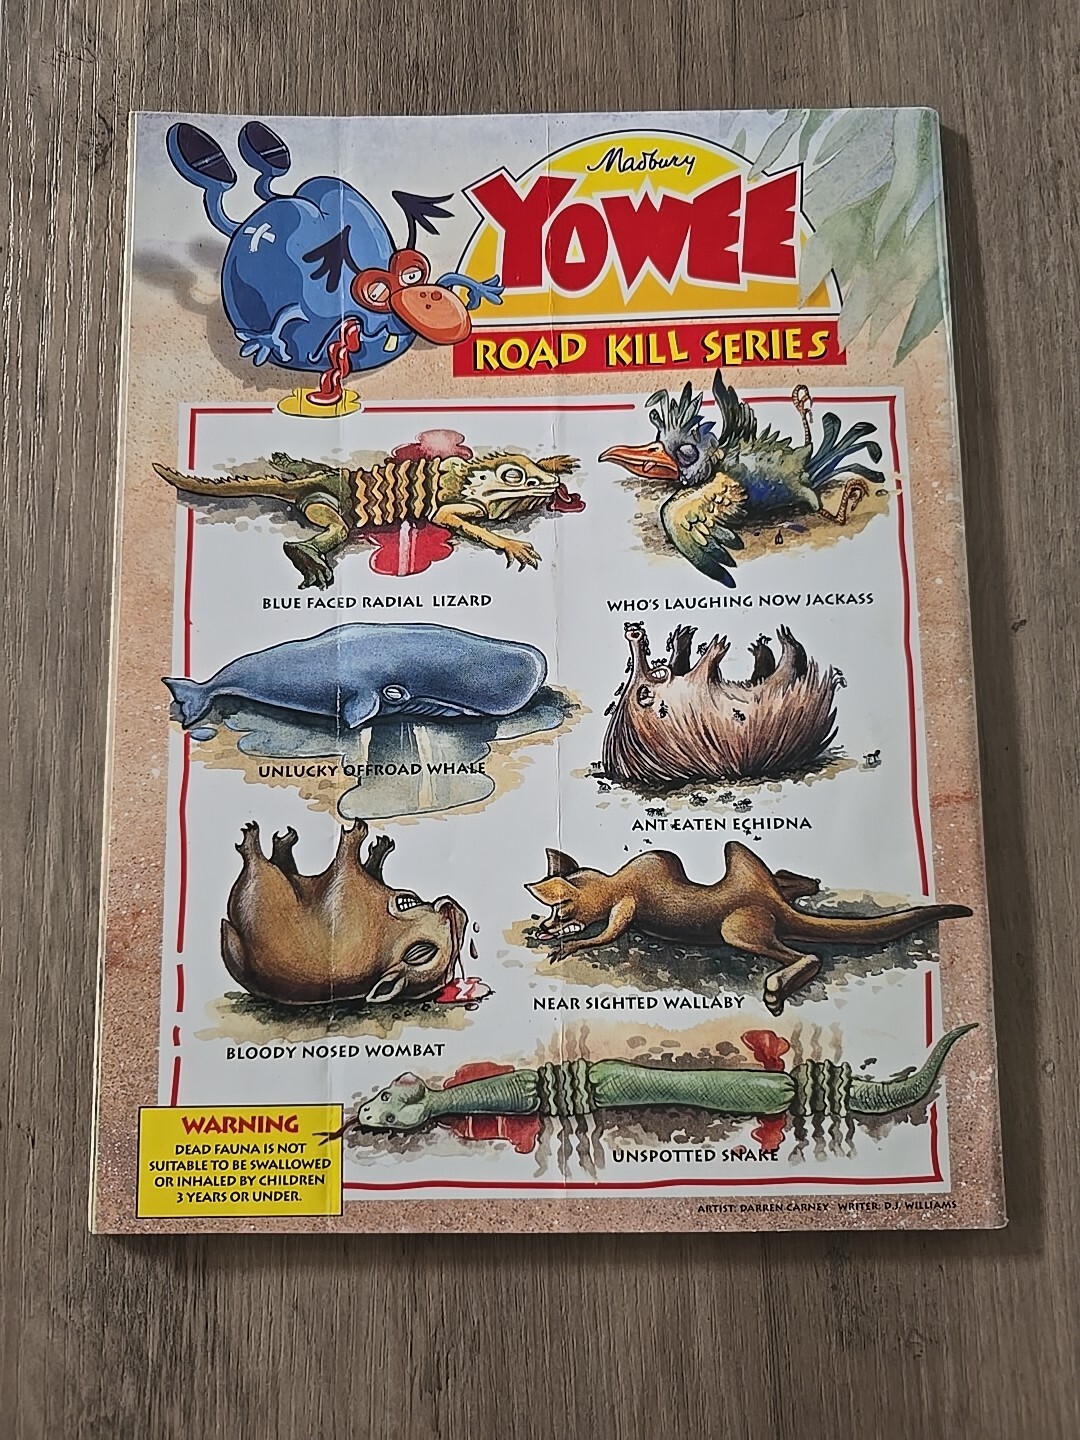 Madbury
YOWEE
ROAD KILL SERIES
BLUE FACED RADIAL LIZARD
WHO'S LAUGHING NOW JACKASS
UNLUCKY OFFROAD WHALE
ANT EATEN ECHIDNA
NEAR SIGHTED WALLABY
BLOODY NOSED WOMBAT
UNSPOTTED SNAKE
WARNING
DEAD FAUNA IS NOT
SUITABLE TO BE SWALLOWED
OR INHALED BY CHILDREN
3 YEARS OR UNDER.
ARTIST: DARREN CARNEY WRITER: D.J. WILLIAMS